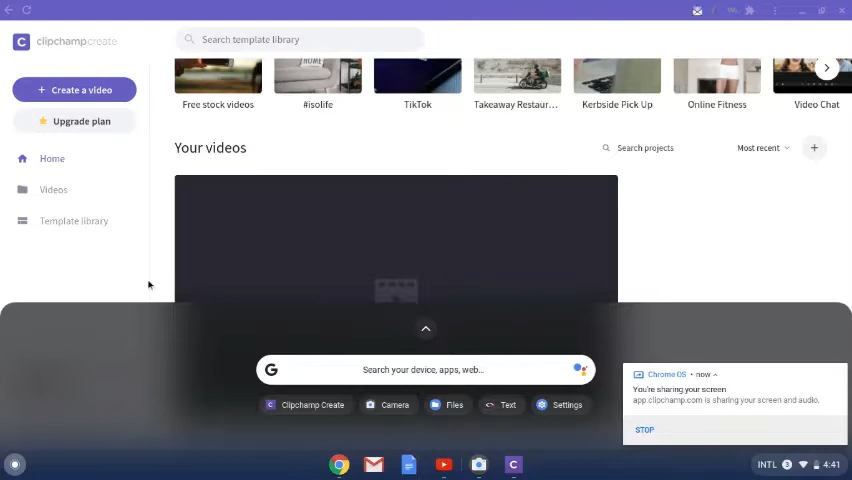 C clipchamp create
Search template library
+ Create a video
Upgrade plan
Home
Videos
Template library
Free stock videos
#isolife
TikTok
Takeaway Restaur...
Kerbside Pick Up
Online Fitness
Video Chat
Your videos
Search projects
Most recent
G Search your device, apps, web...
C Clipchamp Create
Camera
Files
Text
Settings
Chrome OS • now
You're sharing your screen
app.clipchamp.com is sharing your screen and audio.
STOP
INTL 3 4:41